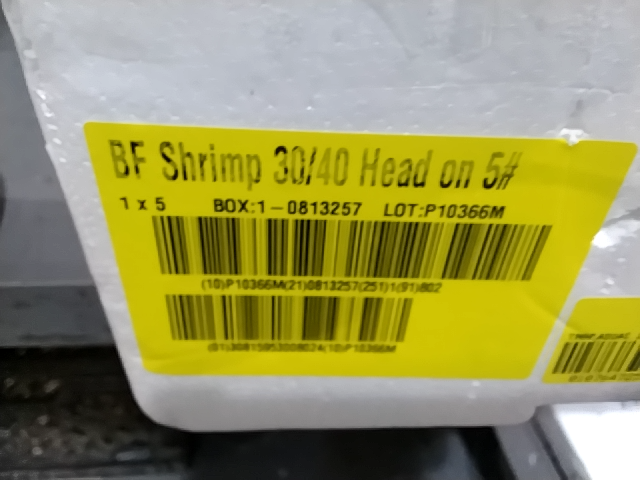 BF Shrimp 30/40 Head on 5#
1 x 5 BOX:1-0813257 LOT:P10366M
(10)P10366M(21)0813257(251)1(91)802